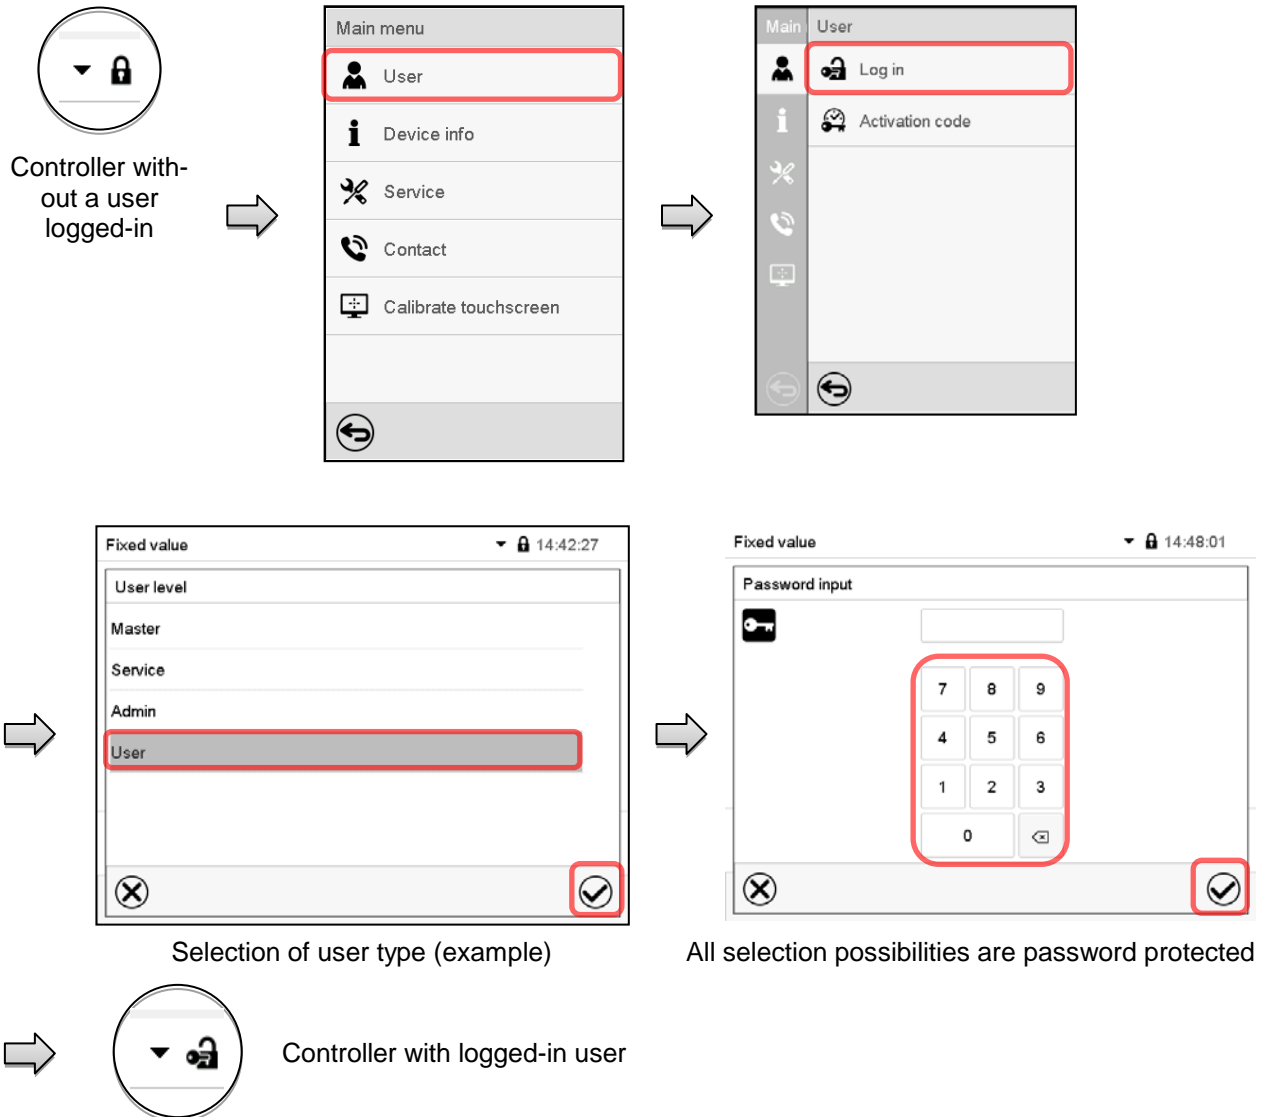 Controller with-
out a user
logged-in
Main menu
User
Device info
Service
Contact
Calibrate touchscreen
Main
User
Log in
Activation code
Fixed value
14:42:27
User level
Master
Service
Admin
User
Selection of user type (example)
Fixed value
14:48:01
Password input
7 8 9
4 5 6
1 2 3
0
All selection possibilities are password protected
Controller with logged-in user